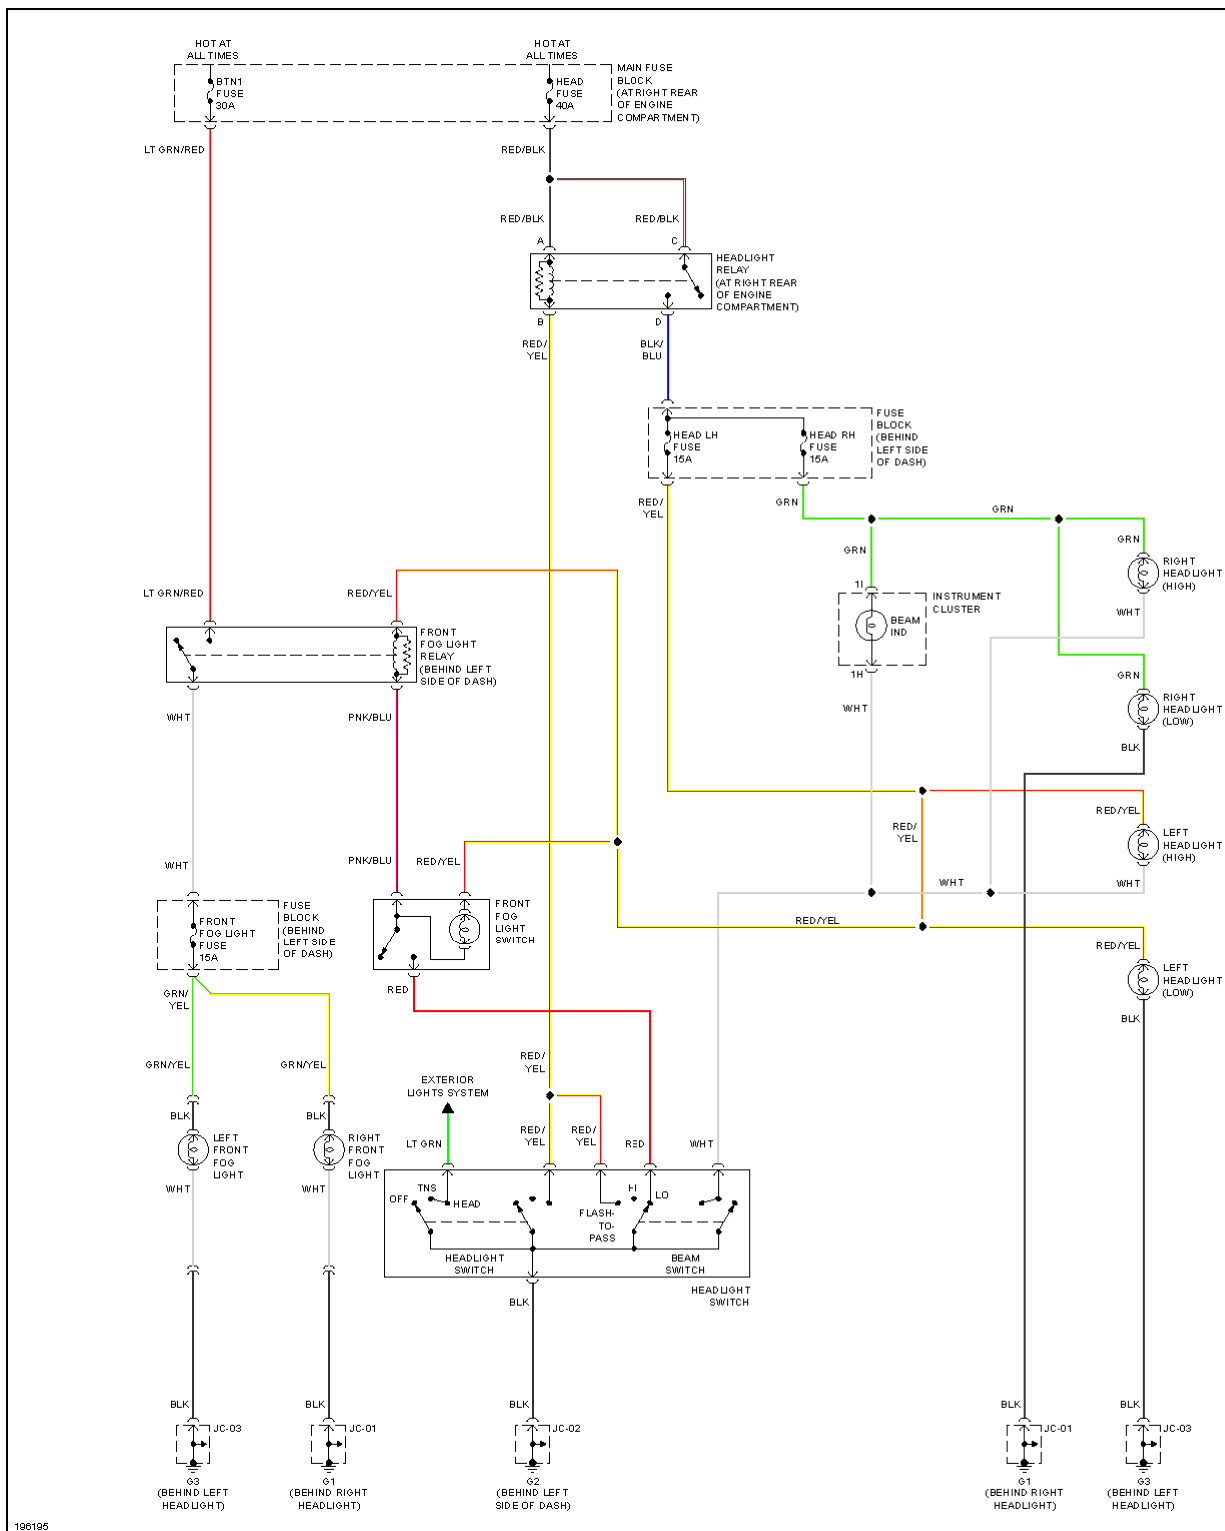 HOT AT
ALL TIMES
HOT AT
ALL TIMES
BTN1
FUSE
30A
HEAD
FUSE
40A
MAIN FUSE
BLOCK
(AT RIGHT REAR
OF ENGINE
COMPARTMENT)
LT GRN/RED
RED/BLK
RED/BLK
RED/BLK
A
C
HEADLIGHT
RELAY
(AT RIGHT REAR
OF ENGINE
COMPARTMENT)
B
D
RED/
YEL
BLK/
BLU
HEAD LH
FUSE
15A
HEAD RH
FUSE
15A
FUSE
BLOCK
(BEHIND
LEFT SIDE
OF DASH)
RED/
YEL
GRN
GRN
GRN
GRN
RIGHT
HEADLIGHT
(HIGH)
1I
INSTRUMENT
CLUSTER
BEAM
IND
1H
WHT
WHT
LT GRN/RED
RED/YEL
FRONT
FOG LIGHT
RELAY
(BEHIND LEFT
SIDE OF DASH)
GRN
RIGHT
HEADLIGHT
(LOW)
BLK
WHT
PNK/BLU
RED/YEL
RED/
YEL
LEFT
HEADLIGHT
(HIGH)
WHT
WHT
WHT
PNK/BLU
RED/YEL
FRONT
FOG LIGHT
FUSE
15A
FUSE
BLOCK
(BEHIND
LEFT SIDE
OF DASH)
FRONT
FOG
LIGHT
SWITCH
RED/YEL
RED/YEL
LEFT
HEADLIGHT
(LOW)
BLK
RED
GRN/
YEL
GRN/YEL
GRN/YEL
RED/
YEL
EXTERIOR
LIGHTS SYSTEM
BLK
BLK
LEFT
FRONT
FOG
LIGHT
RIGHT
FRONT
FOG
LIGHT
LT GRN
RED/
YEL
RED/
YEL
RED
WHT
WHT
WHT
OFF
TNS
HEAD
FLASH-
TO-
PASS
HI
LO
HEADLIGHT
SWITCH
BEAM
SWITCH
HEADLIGHT
SWITCH
BLK
BLK
BLK
BLK
BLK
BLK
JC-03
JC-01
JC-02
JC-01
JC-03
G3
(BEHIND LEFT
HEADLIGHT)
G1
(BEHIND RIGHT
HEADLIGHT)
G2
(BEHIND LEFT
SIDE OF DASH)
G1
(BEHIND RIGHT
HEADLIGHT)
G3
(BEHIND LEFT
HEADLIGHT)
196195